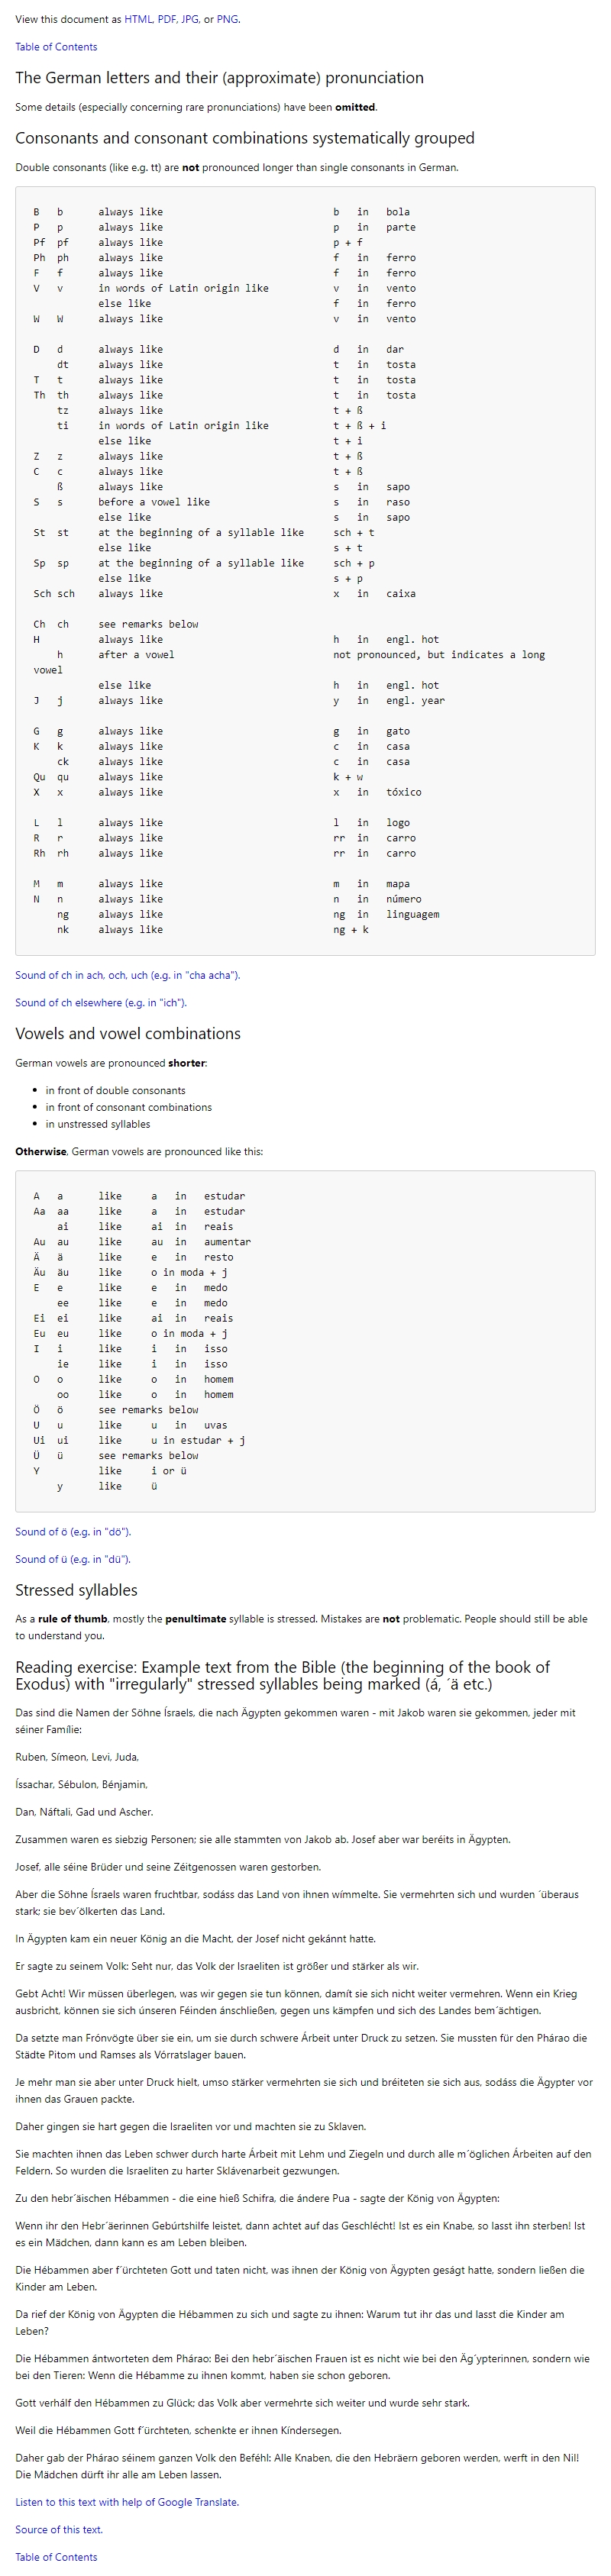 View this document as HTML, PDF, JPG, or PNG.
Table of Contents
The German letters and their (approximate) pronunciation
Some details (especially concerning rare pronunciations) have been omitted.
Consonants and consonant combinations systematically grouped
Double consonants (like e.g. tt) are not pronounced longer than single consonants in German.
B b always like b in bola
P p always like p in parte
Pf pf always like p + f
Ph ph always like f in ferro
F f always like f in ferro
V v in words of Latin origin like v in vento
else like f in ferro
W W always like v in vento
D d always like d in dar
dt always like t in tosta
T t always like t in tosta
Th th always like t in tosta
tz always like t + ß
ti in words of Latin origin like t + ß + i
else like t + i
Z z always like t + ß
C c always like t + ß
ß always like s in sapo
S s before a vowel like s in raso
else like s in sapo
St st at the beginning of a syllable like sch + t
else like s + t
Sp sp at the beginning of a syllable like sch + p
else like s + p
Sch sch always like x in caixa
Ch ch see remarks below
H always like h in engl. hot
h after a vowel not pronounced, but indicates a long
vowel
else like h in engl. hot
J j always like y in engl. year
G g always like g in gato
K k always like c in casa
ck always like c in casa
Qu qu always like k + w
X x always like x in tóxico
L l always like l in logo
R r always like rr in carro
Rh rh always like rr in carro
M m always like m in mapa
N n always like n in número
ng always like ng in linguagem
nk always like ng + k
Sound of ch in ach, och, uch (e.g. in "cha acha").
Sound of ch elsewhere (e.g. in "ich").
Vowels and vowel combinations
German vowels are pronounced shorter:
• in front of double consonants
• in front of consonant combinations
• in unstressed syllables
Otherwise, German vowels are pronounced like this:
A a like a in estudar
Aa aa like a in estudar
ai like ai in reais
Au au like au in aumentar
Ä ä like e in resto
Äu äu like o in moda + j
E e like e in medo
ee like e in medo
Ei ei like ai in reais
Eu eu like o in moda + j
I i like i in isso
ie like i in isso
O o like o in homem
oo like o in homem
Ö ö see remarks below
U u like u in uvas
Ui ui like u in estudar + j
Ü ü see remarks below
Y like i or ü
y like ü
Sound of ö (e.g. in "dö").
Sound of ü (e.g. in "dü").
Stressed syllables
As a rule of thumb, mostly the penultimate syllable is stressed. Mistakes are not problematic. People should still be able
to understand you.
Reading exercise: Example text from the Bible (the beginning of the book of
Exodus) with "irregularly" stressed syllables being marked (á, ´ä etc.)
Das sind die Namen der Söhne Ísraels, die nach Ägypten gekommen waren - mit Jakob waren sie gekommen, jeder mit
séiner Famílie:
Ruben, Símeon, Levi, Juda,
Íssachar, Sébulon, Bénjamin,
Dan, Náftali, Gad und Ascher.
Zusammen waren es siebzig Personen; sie alle stammten von Jakob ab. Josef aber war beréits in Ägypten.
Josef, alle séine Brüder und seine Zéitgenossen waren gestorben.
Aber die Söhne Ísraels waren fruchtbar, sodáss das Land von ihnen wímmelte. Sie vermehrten sich und wurden ´überaus
stark; sie bev´ölkerten das Land.
In Ägypten kam ein neuer König an die Macht, der Josef nicht gekánnt hatte.
Er sagte zu seinem Volk: Seht nur, das Volk der Israeliten ist größer und stärker als wir.
Gebt Acht! Wir müssen überlegen, was wir gegen sie tun können, damít sie sich nicht weiter vermehren. Wenn ein Krieg
ausbricht, können sie sich únseren Féinden ánschließen, gegen uns kämpfen und sich des Landes bem´ächtigen.
Da setzte man Frónvögte über sie ein, um sie durch schwere Árbeit unter Druck zu setzen. Sie mussten für den Phárao die
Städte Pitom und Ramses als Vórratslager bauen.
Je mehr man sie aber unter Druck hielt, umso stärker vermehrten sie sich und bréiteten sie sich aus, sodáss die Ägypter vor
ihnen das Grauen packte.
Daher gingen sie hart gegen die Israeliten vor und machten sie zu Sklaven.
Sie machten ihnen das Leben schwer durch harte Árbeit mit Lehm und Ziegeln und durch alle m´öglichen Árbeiten auf den
Feldern. So wurden die Israeliten zu harter Sklávenarbeit gezwungen.
Zu den hebr´äischen Hébammen - die eine hieß Schifra, die ándere Pua - sagte der König von Ägypten:
Wenn ihr den Hebr´äerinnen Gebúrtshilfe leistet, dann achtet auf das Geschlécht! Ist es ein Knabe, so lasst ihn sterben! Ist
es ein Mädchen, dann kann es am Leben bleiben.
Die Hébammen aber f´ürchteten Gott und taten nicht, was ihnen der König von Ägypten geságt hatte, sondern ließen die
Kinder am Leben.
Da rief der König von Ägypten die Hébammen zu sich und sagte zu ihnen: Warum tut ihr das und lasst die Kinder am
Leben?
Die Hébammen ántworteten dem Phárao: Bei den hebr´äischen Frauen ist es nicht wie bei den Äg´ypterinnen, sondern wie
bei den Tieren: Wenn die Hébamme zu ihnen kommt, haben sie schon geboren.
Gott verhálf den Hébammen zu Glück; das Volk aber vermehrte sich weiter und wurde sehr stark.
Weil die Hébammen Gott f´ürchteten, schenkte er ihnen Kíndersegen.
Daher gab der Phárao séinem ganzen Volk den Beféhl: Alle Knaben, die den Hebräern geboren werden, werft in den Nil!
Die Mädchen dürft ihr alle am Leben lassen.
Listen to this text with help of Google Translate.
Source of this text.
Table of Contents